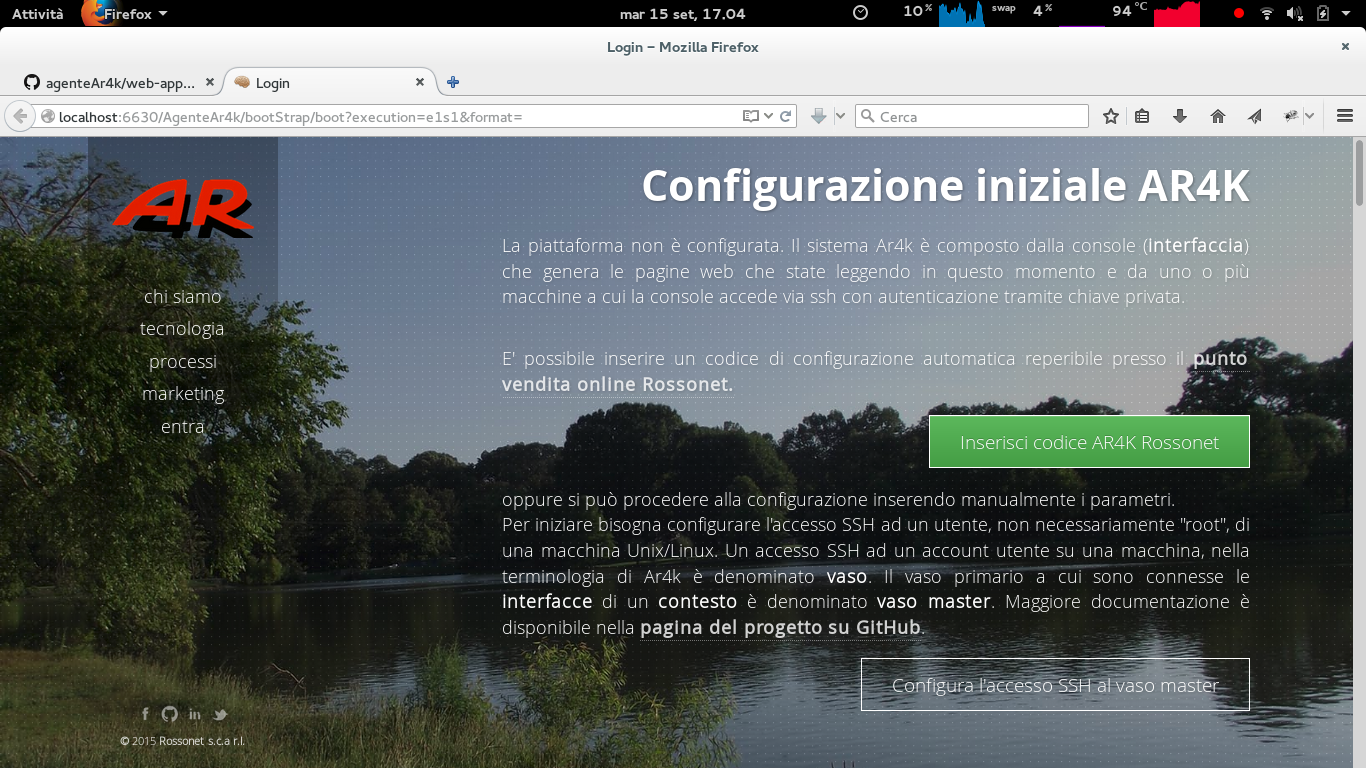 Attività
Firefox
mar 15 set, 17.04
10 %
swap
4 %
94 °C
Login – Mozilla Firefox
agenteAr4k/web-app...
Login
localhost:6630/AgenteAr4k/bootStrap/boot?execution=e1s1&format=
Cerca
AR
chi siamo
tecnologia
processi
marketing
entra
Configurazione iniziale AR4K
La piattaforma non è configurata. Il sistema Ar4k è composto dalla console (interfaccia)
che genera le pagine web che state leggendo in questo momento e da uno o più
macchine a cui la console accede via ssh con autenticazione tramite chiave privata.
E' possibile inserire un codice di configurazione automatica reperibile presso il punto
vendita online Rossonet.
Inserisci codice AR4K Rossonet
oppure si può procedere alla configurazione inserendo manualmente i parametri.
Per iniziare bisogna configurare l'accesso SSH ad un utente, non necessariamente "root", di
una macchina Unix/Linux. Un accesso SSH ad un account utente su una macchina, nella
terminologia di Ar4k è denominato vaso. Il vaso primario a cui sono connesse le
interfacce di un contesto è denominato vaso master. Maggiore documentazione è
disponibile nella pagina del progetto su GitHub.
Configura l'accesso SSH al vaso master
© 2015 Rossonet s.c.a r.l.